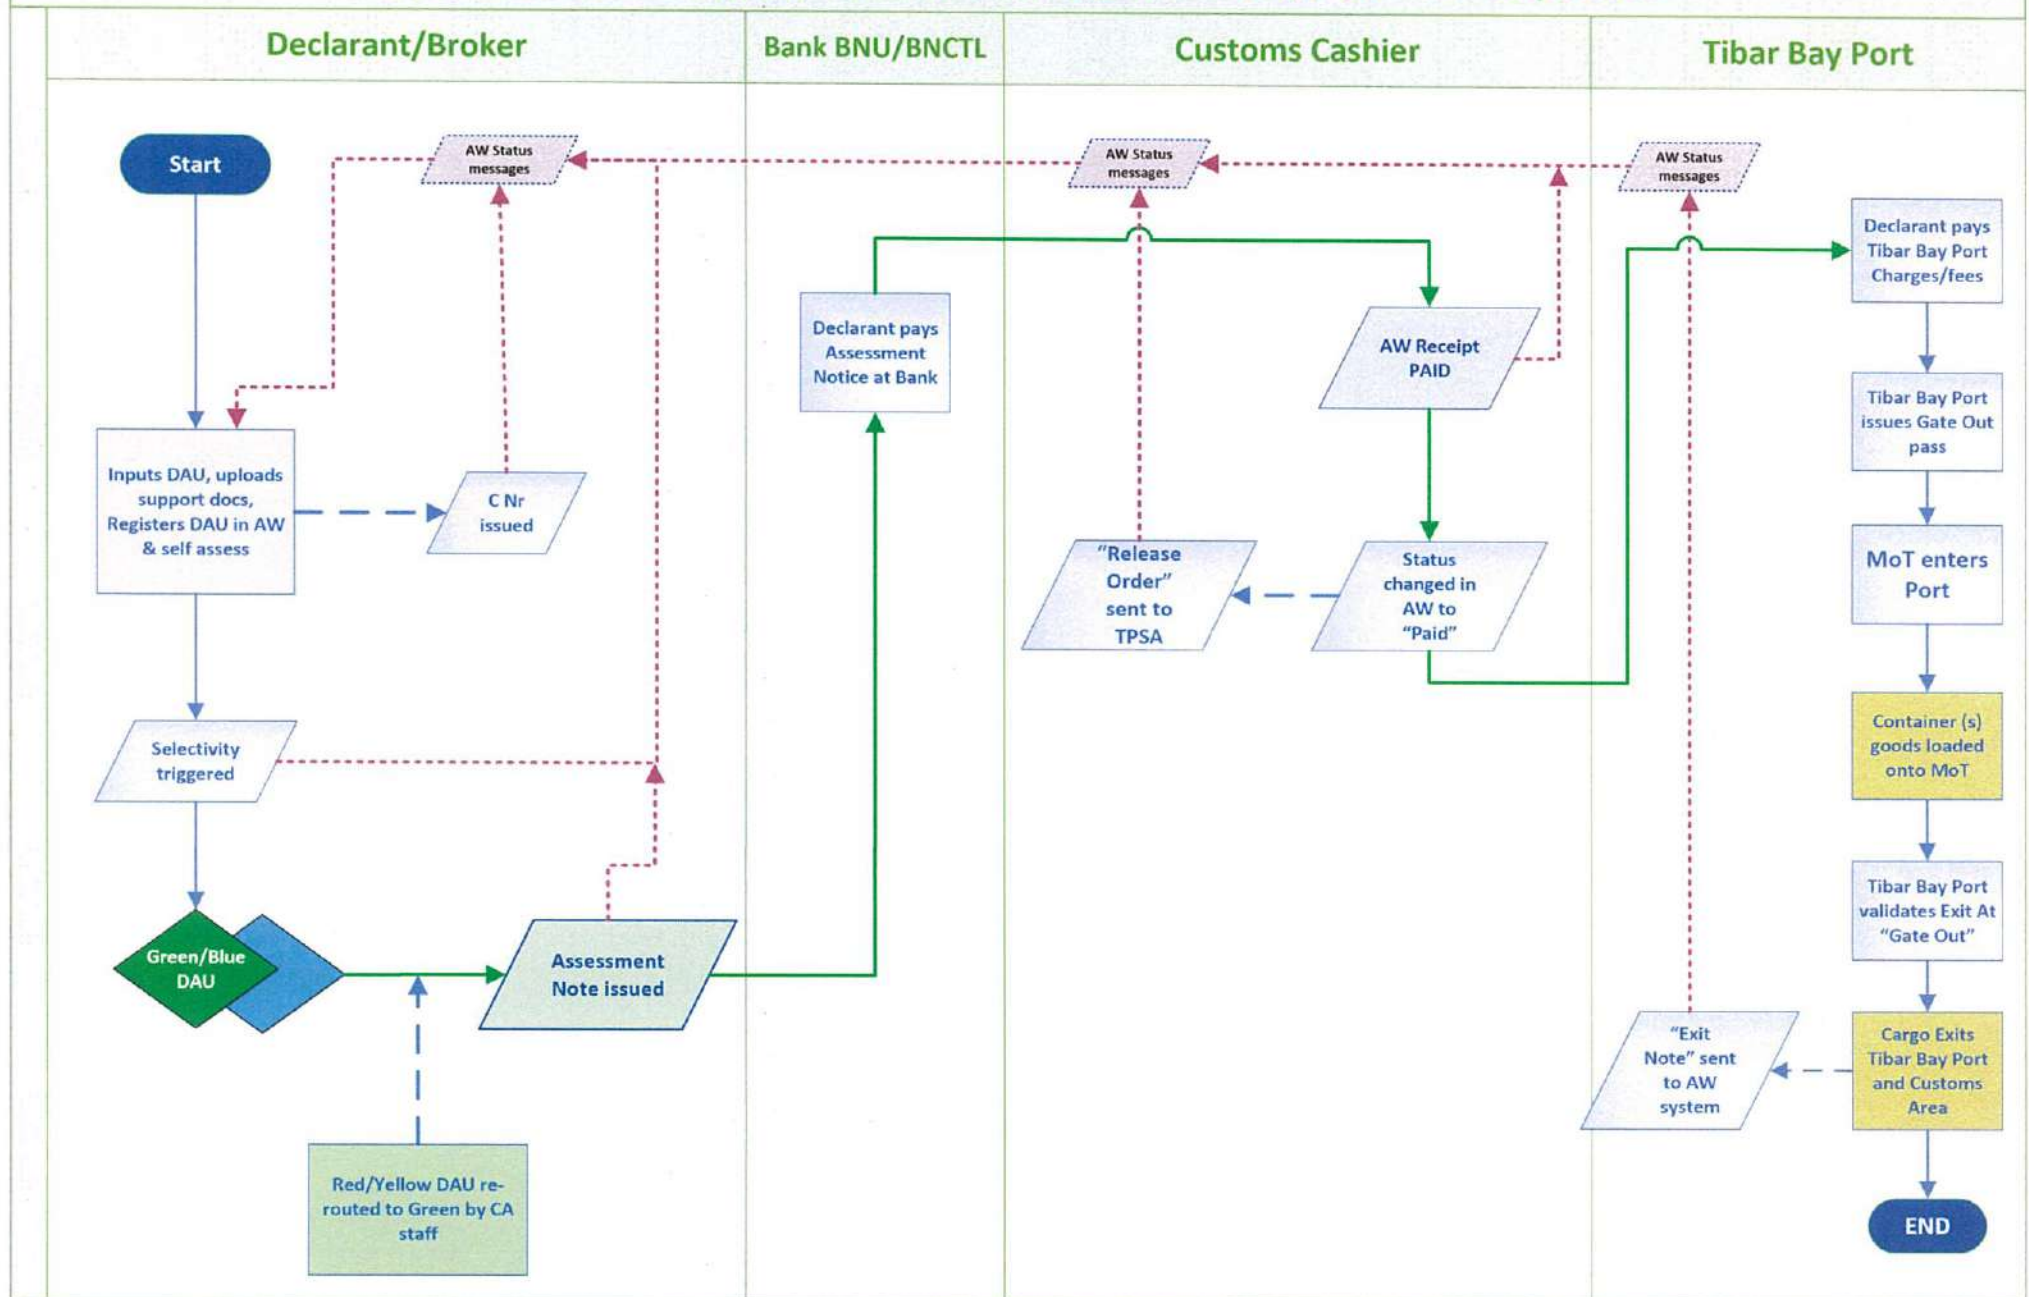 Declarant/Broker
Bank BNU/BNCTL
Customs Cashier
Tibar Bay Port
Start
AW Status
messages
AW Status
messages
AW Status
messages
Declarant pays
Tibar Bay Port
Charges/fees
Declarant pays
Assessment
Notice at Bank
AW Receipt
PAID
Tibar Bay Port
issues Gate Out
pass
Inputs DAU, uploads
support docs,
Registers DAU in AW
& self assess
C Nr
issued
"Release
Order"
sent to
TPSA
Status
changed in
AW to
"Paid"
MoT enters
Port
Selectivity
triggered
Container (s)
goods loaded
onto MoT
Green/Blue
DAU
Assessment
Note issued
Tibar Bay Port
validates Exit At
"Gate Out"
"Exit
Note" sent
to AW
system
Cargo Exits
Tibar Bay Port
and Customs
Area
Red/Yellow DAU re-
routed to Green by CA
staff
END